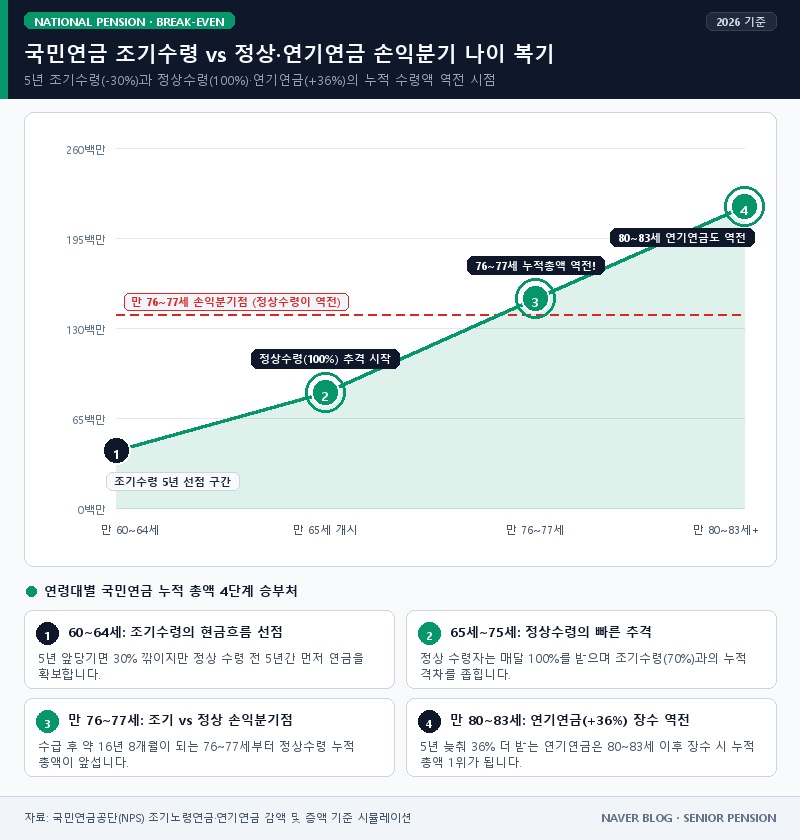 NATIONAL PENSION · BREAK-EVEN
2026 기준
국민연금 조기수령 vs 정상·연기연금 손익분기 나이 복기
5년 조기수령(-30%)과 정상수령(100%)·연기연금(+36%)의 누적 수령액 역전 시점
260백만
195백만
130백만
65백만
0백만
4
80~83세 연기연금도 역전
76~77세 누적총액 역전!
3
만 76~77세 손익분기점 (정상수령이 역전)
정상수령(100%) 추격 시작
2
1
조기수령 5년 선점 구간
만 60~64세
만 65세 개시
만 76~77세
만 80~83세+
연령대별 국민연금 누적 총액 4단계 승부처
1 60~64세: 조기수령의 현금흐름 선점
5년 앞당기면 30% 깎이지만 정상 수령 전 5년간 먼저 연금을
확보합니다.
2 65세~75세: 정상수령의 빠른 추격
정상 수령자는 매달 100%를 받으며 조기수령(70%)과의 누적
격차를 좁힙니다.
3 만 76~77세: 조기 vs 정상 손익분기점
수급 후 약 16년 8개월이 되는 76~77세부터 정상수령 누적
총액이 앞섭니다.
4 만 80~83세: 연기연금(+36%) 장수 역전
5년 늦춰 36% 더 받는 연기연금은 80~83세 이후 장수 시 누적
총액 1위가 됩니다.
자료: 국민연금공단(NPS) 조기노령연금·연기연금 감액 및 증액 기준 시뮬레이션
NAVER BLOG · SENIOR PENSION